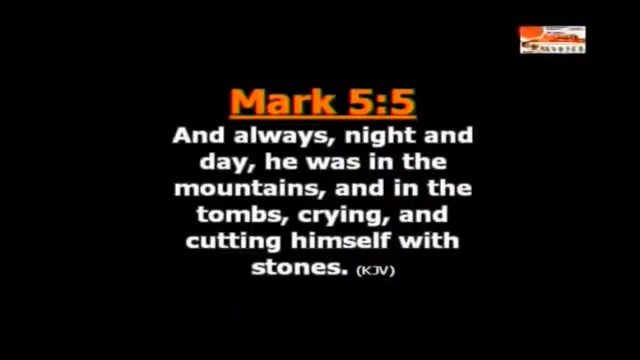 Mark 5:5
And always, night and
day, he was in the
mountains, and in the
tombs, crying, and
cutting himself with
stones. (KJV)